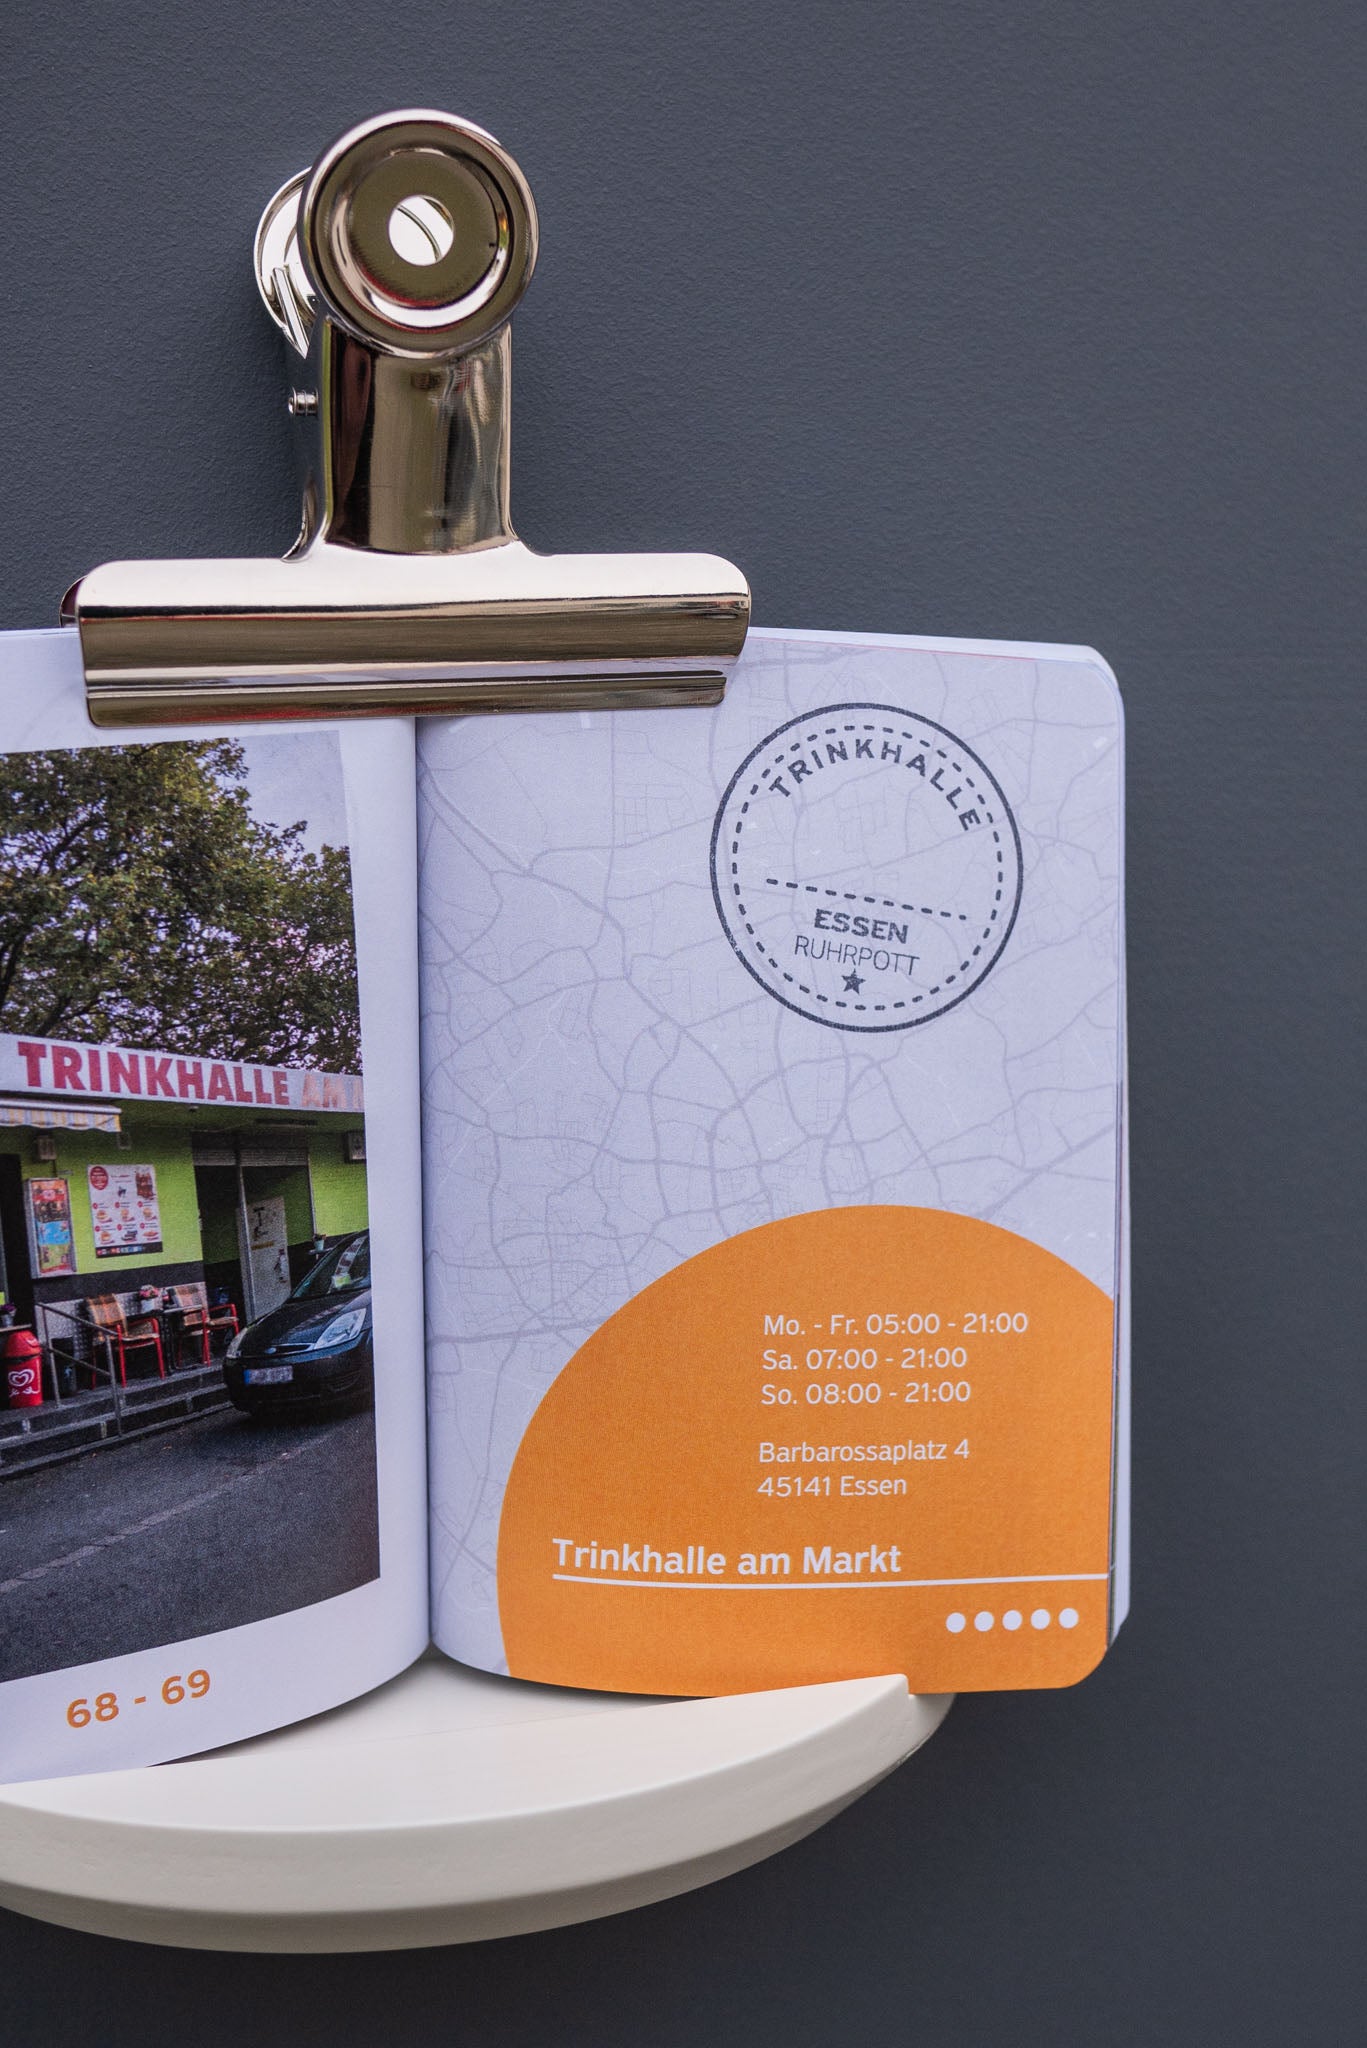 TRINKHALLE AM
68 - 69
TRINKHALLE
ESSEN
RUHRPOTT
Mo. - Fr. 05:00 - 21:00
Sa. 07:00 - 21:00
So. 08:00 - 21:00
Barbarossaplatz 4
45141 Essen
Trinkhalle am Markt